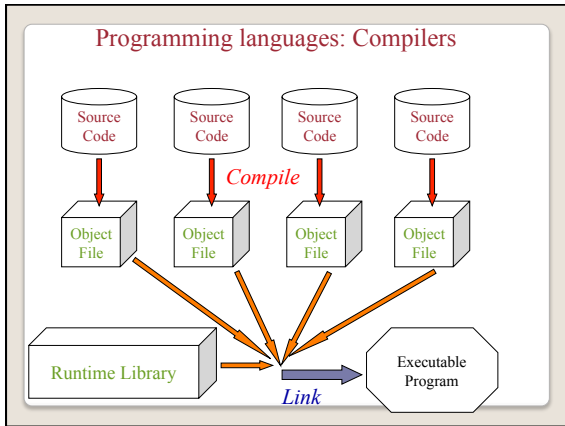 Programming languages: Compilers
Source
Code
Source
Code
Source
Code
Source
Code
Compile
Object
File
Object
File
Object
File
Object
File
Runtime Library
Link
Executable
Program